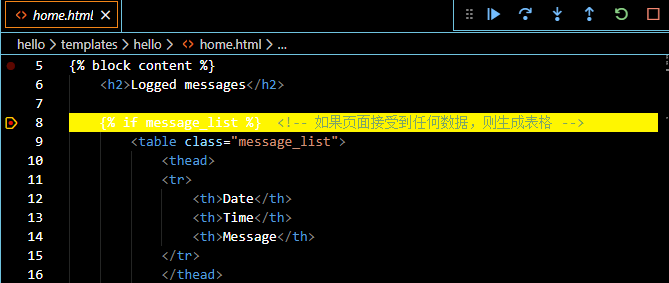 <> home.html ×
hello > templates > hello > <> home.html > ...
5 {% block content %}
6 <h2>Logged messages</h2>
7
8 {% if message_list %} <!-- 如果页面接受到任何数据，则生成表格 -->
9 <table class="message_list">
10 <thead>
11 <tr>
12 <th>Date</th>
13 <th>Time</th>
14 <th>Message</th>
15 </tr>
16 </thead>